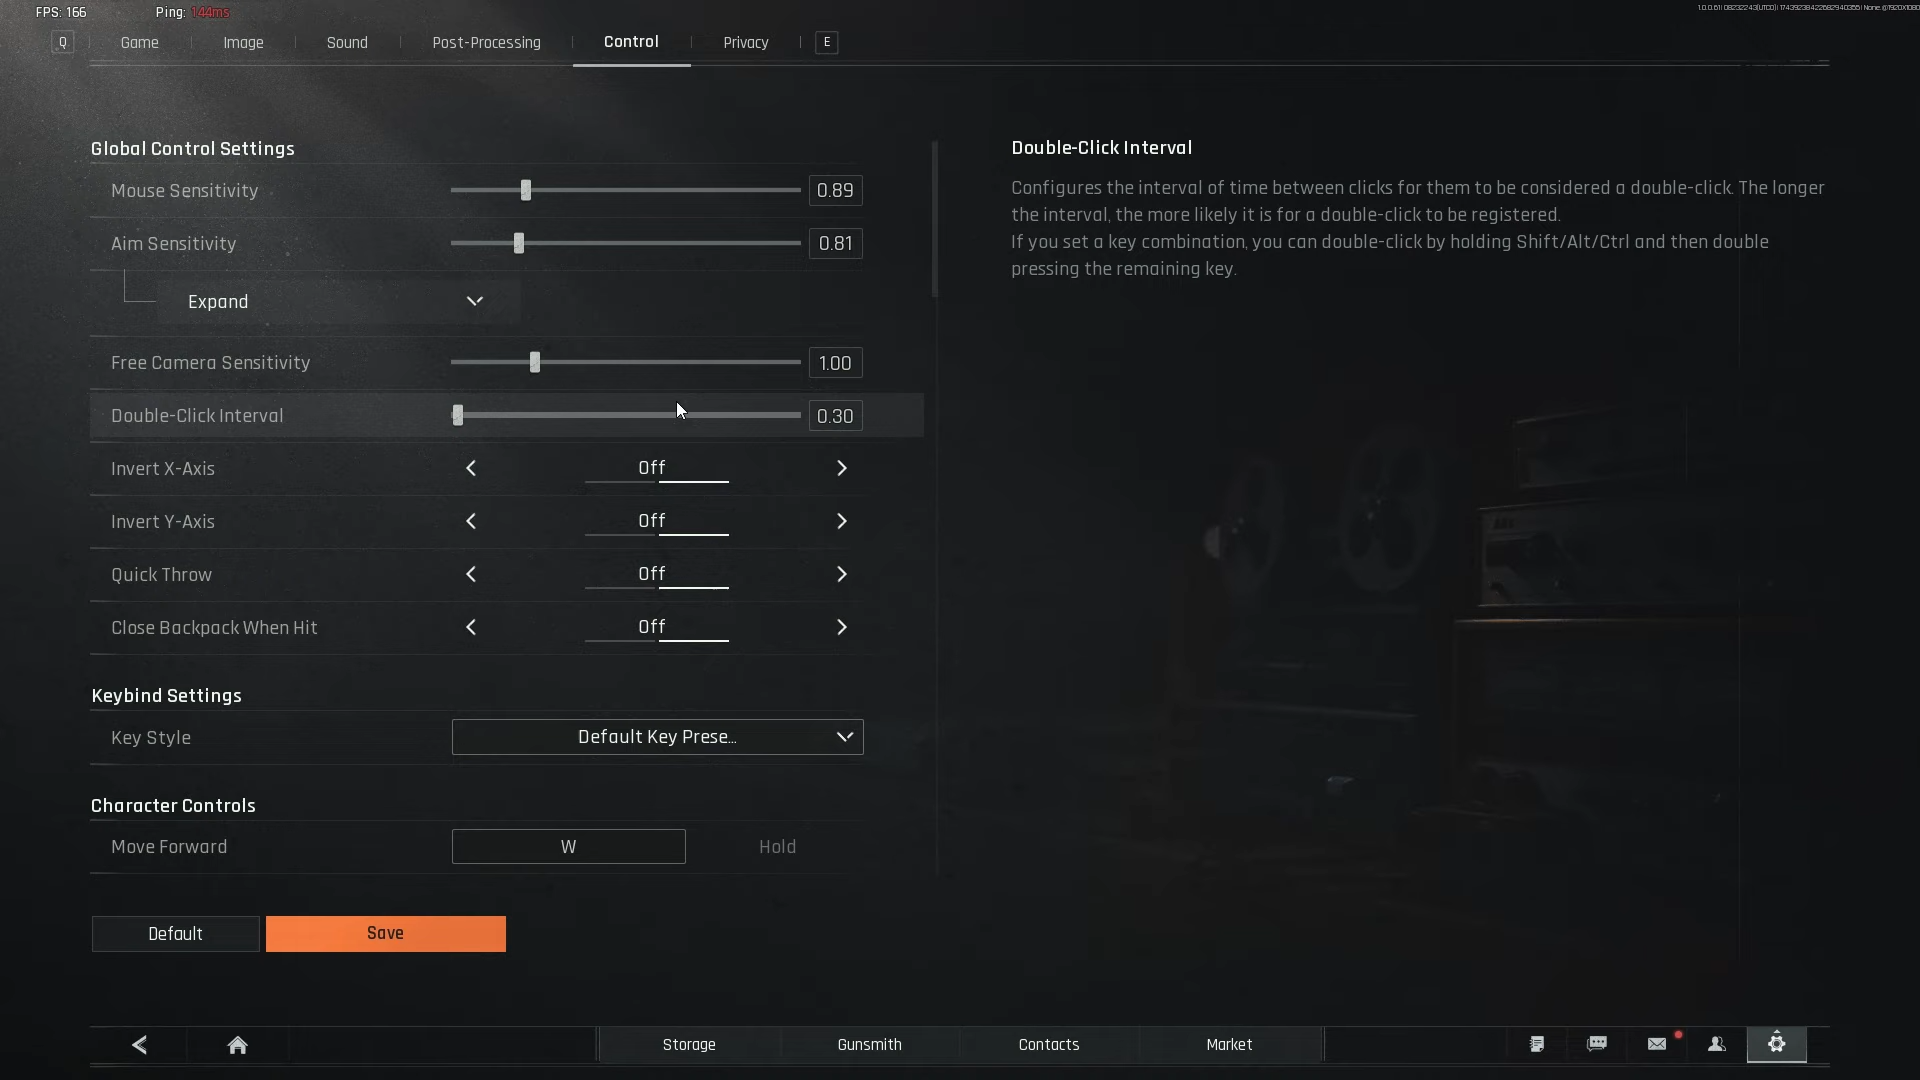 FPS: 166 Ping: 144ms
Q Game Image Sound Post-Processing Control Privacy E
Global Control Settings
Mouse Sensitivity 0.89
Aim Sensitivity 0.81
Expand
Free Camera Sensitivity 1.00
Double-Click Interval 0.30
Invert X-Axis Off
Invert Y-Axis Off
Quick Throw Off
Close Backpack When Hit Off
Keybind Settings
Key Style Default Key Prese...
Character Controls
Move Forward W Hold
Default Save
Double-Click Interval
Configures the interval of time between clicks for them to be considered a double-click. The longer
the interval, the more likely it is for a double-click to be registered.
If you set a key combination, you can double-click by holding Shift/Alt/Ctrl and then double
pressing the remaining key.
Storage Gunsmith Contacts Market